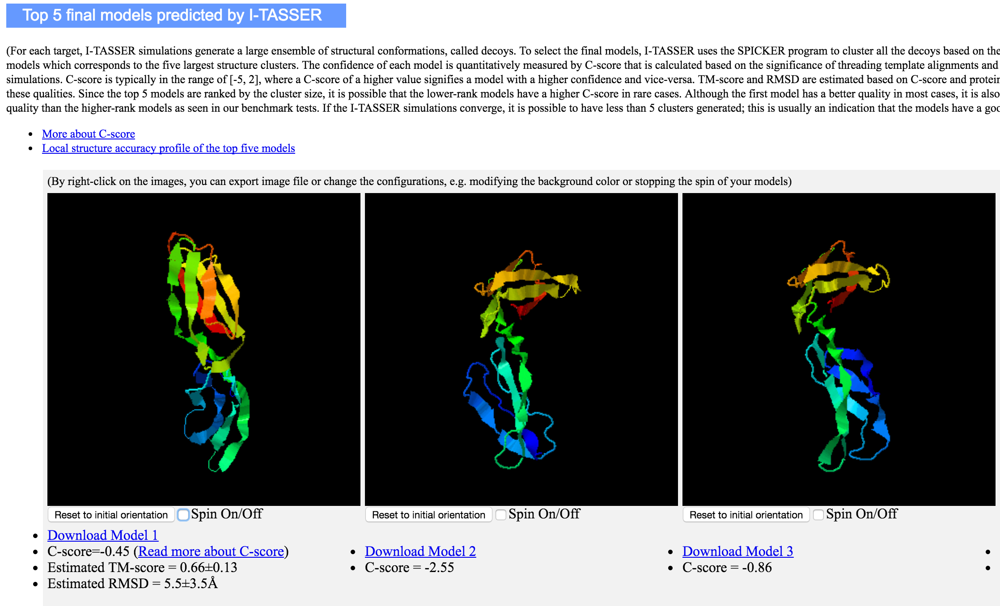 Top 5 final models predicted by I-TASSER
(For each target, I-TASSER simulations generate a large ensemble of structural conformations, called decoys. To select the final models, I-TASSER uses the SPICKER program to cluster all the decoys based on the
models which corresponds to the five largest structure clusters. The confidence of each model is quantitatively measured by C-score that is calculated based on the significance of threading template alignments and
simulations. C-score is typically in the range of [-5, 2], where a C-score of a higher value signifies a model with a higher confidence and vice-versa. TM-score and RMSD are estimated based on C-score and protein
these qualities. Since the top 5 models are ranked by the cluster size, it is possible that the lower-rank models have a higher C-score in rare cases. Although the first model has a better quality in most cases, it is also
quality than the higher-rank models as seen in our benchmark tests. If the I-TASSER simulations converge, it is possible to have less than 5 clusters generated; this is usually an indication that the models have a
More about C-score
Local structure accuracy profile of the top five models
(By right-click on the images, you can export image file or change the configurations, e.g. modifying the background color or stopping the spin of your models)
Reset to initial orientation Spin On/Off Reset to initial orientation Spin On/Off Reset to initial orientation Spin On/Off
Download Model 1
C-score=-0.45 (Read more about C-score)
Estimated TM-score = 0.66±0.13
Estimated RMSD = 5.5±3.5Å
Download Model 2
C-score = -2.55
Download Model 3
C-score = -0.86